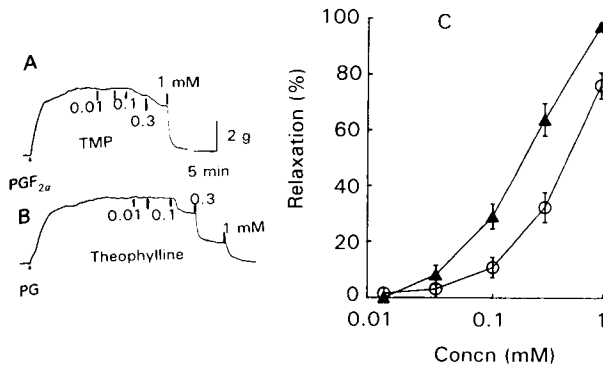 A
1 mM
0.01
0.1
0.3
TMP
2 g
5 min
PGF2α
B
0.3
0.01
0.1
1 mM
Theophylline
PG
C
Relaxation (%)
100
80
60
40
20
0
0.01
0.1
1
Concn (mM)